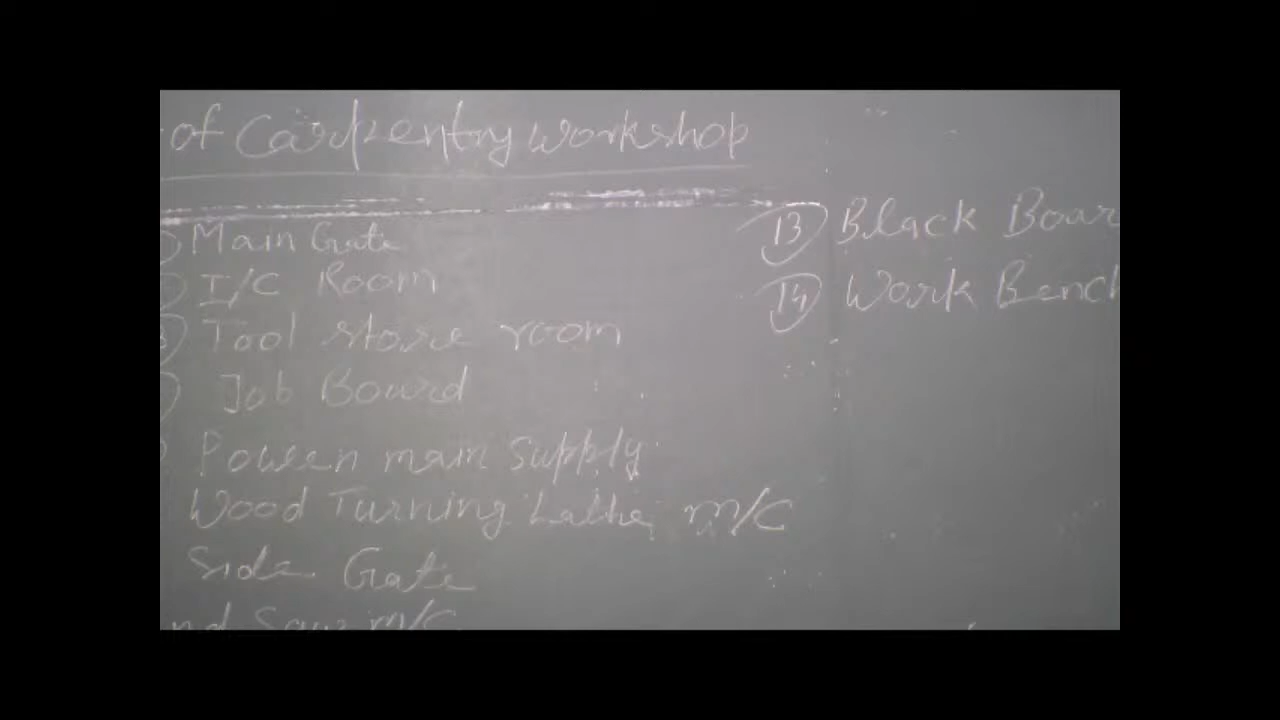 of Carpentry Workshop
Main Gate
I/C Room
Tool store room
Job Board
Power main supply
Wood Turning Lathe m/c
Side Gate
Saw m/c
13 Black Boar
14 Work Bench